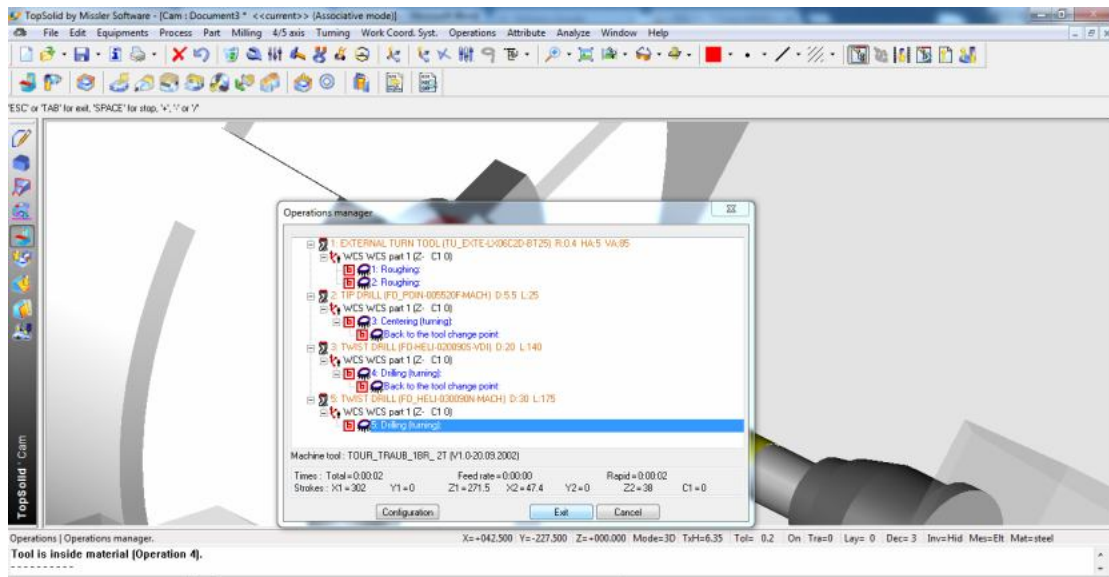 TopSolid by Missler Software - [Cam : Document3 * <<current>> (Associative mode)]
File Edit Equipments Process Part Milling 4/5 axis Turning Work Coord. Syst. Operations Attribute Analyze Window Help
'ESC' or 'TAB' for exit, 'SPACE' for stop, '+', '-' or '/'
Operations manager
1: EXTERNAL TURN TOOL (TU_EXTE-LX06C2D-BT25) R:0.4 HA:5 VA:85
WCS WCS part 1 (Z- C1 0)
1: Roughing:
2: Roughing:
2: TIP DRILL (FO_POIN-005520F-MACH) D:5.5 L:25
WCS WCS part 1 (Z- C1 0)
3: Centering (turning):
Back to the tool change point
3: TWIST DRILL (FO-HELI-020090S-VDI) D:20 L:140
WCS WCS part 1 (Z- C1 0)
4: Drilling (turning):
Back to the tool change point
5: TWIST DRILL (FO_HELI-030090N-MACH) D:30 L:175
WCS WCS part 1 (Z- C1 0)
5: Drilling (turning):
Machine tool : TOUR_TRAUB_18R_ 2T (V1.0-20.09.2002)
Times : Total=0:00:02 Feed rate=0:00:00 Rapid=0:00:02
Strokes : X1=302 Y1=0 Z1=271.5 X2=47.4 Y2=0 Z2=38 C1=0
Configuration Exit Cancel
TopSolid'Cam
Operations | Operations manager. X=+042.500 Y=-227.500 Z=+000.000 Mode=3D TxH=6.35 Tol= 0.2 On Tra=0 Lay= 0 Dec= 3 Inv=Hid Mes=Elt Mat=steel
Tool is inside material (Operation 4).
----------